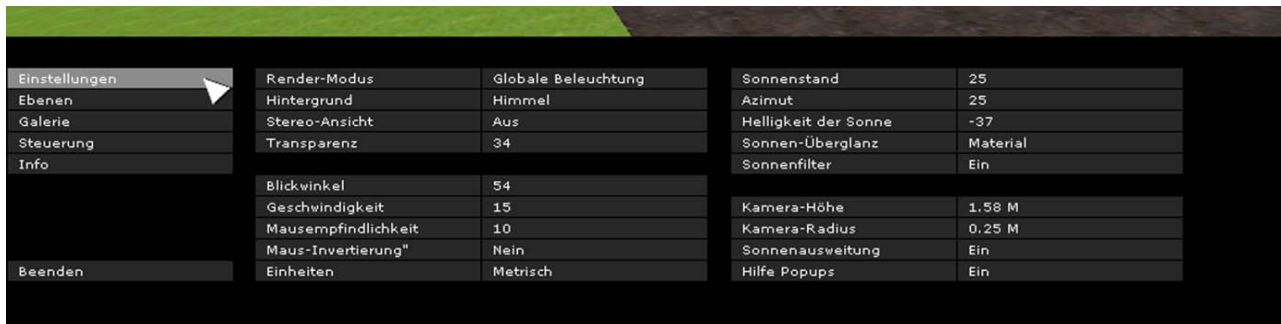 Einstellungen Render-Modus Globale Beleuchtung Sonnenstand 25
Ebenen Hintergrund Himmel Azimut 25
Galerie Stereo-Ansicht Aus Helligkeit der Sonne -37
Steuerung Transparenz 34 Sonnen-Überglanz Material
Info Sonnenfilter Ein
Blickwinkel 54
Geschwindigkeit 15 Kamera-Höhe 1.58 M
Mausempfindlichkeit 10 Kamera-Radius 0.25 M
Maus-Invertierung" Nein Sonnenausweitung Ein
Beenden Einheiten Metrisch Hilfe Popups Ein